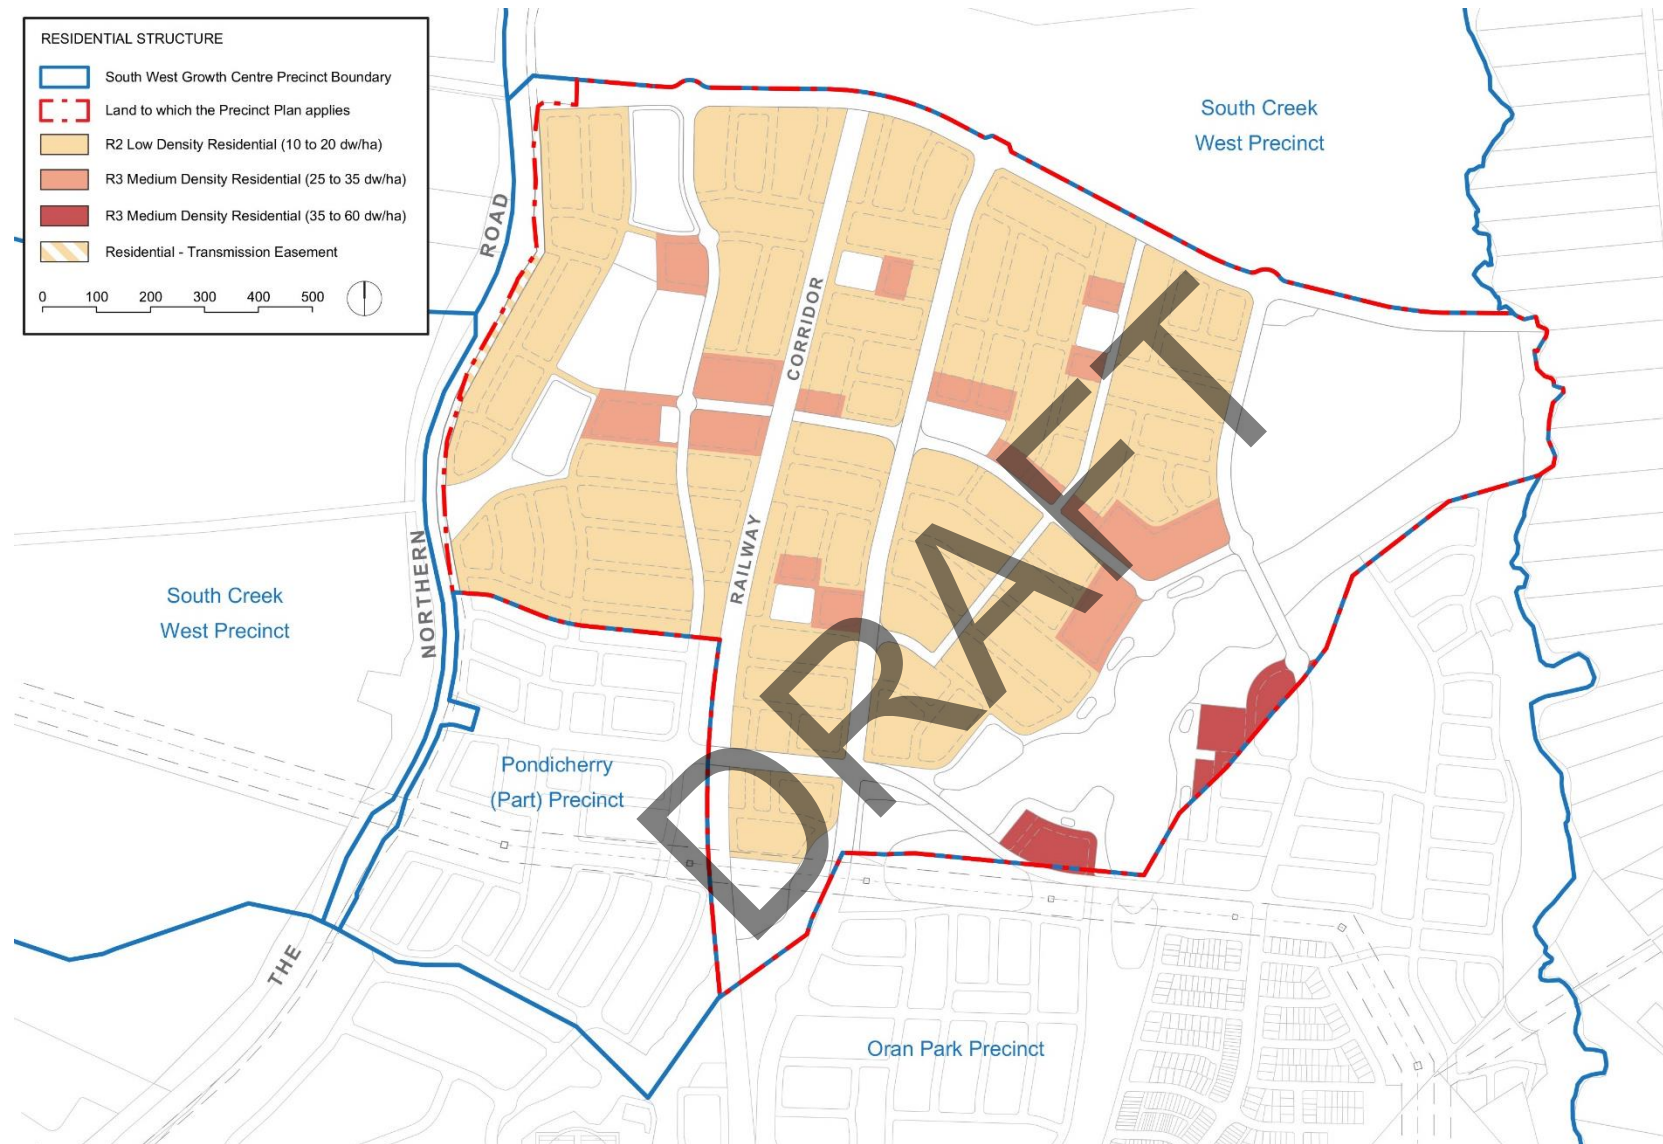 RESIDENTIAL STRUCTURE
South West Growth Centre Precinct Boundary
Land to which the Precinct Plan applies
R2 Low Density Residential (10 to 20 dw/ha)
R3 Medium Density Residential (25 to 35 dw/ha)
R3 Medium Density Residential (35 to 60 dw/ha)
Residential - Transmission Easement
0 100 200 300 400 500
South Creek
West Precinct
THE NORTHERN ROAD
RAILWAY CORRIDOR
South Creek
West Precinct
Pondicherry
(Part) Precinct
Oran Park Precinct
DRAFT